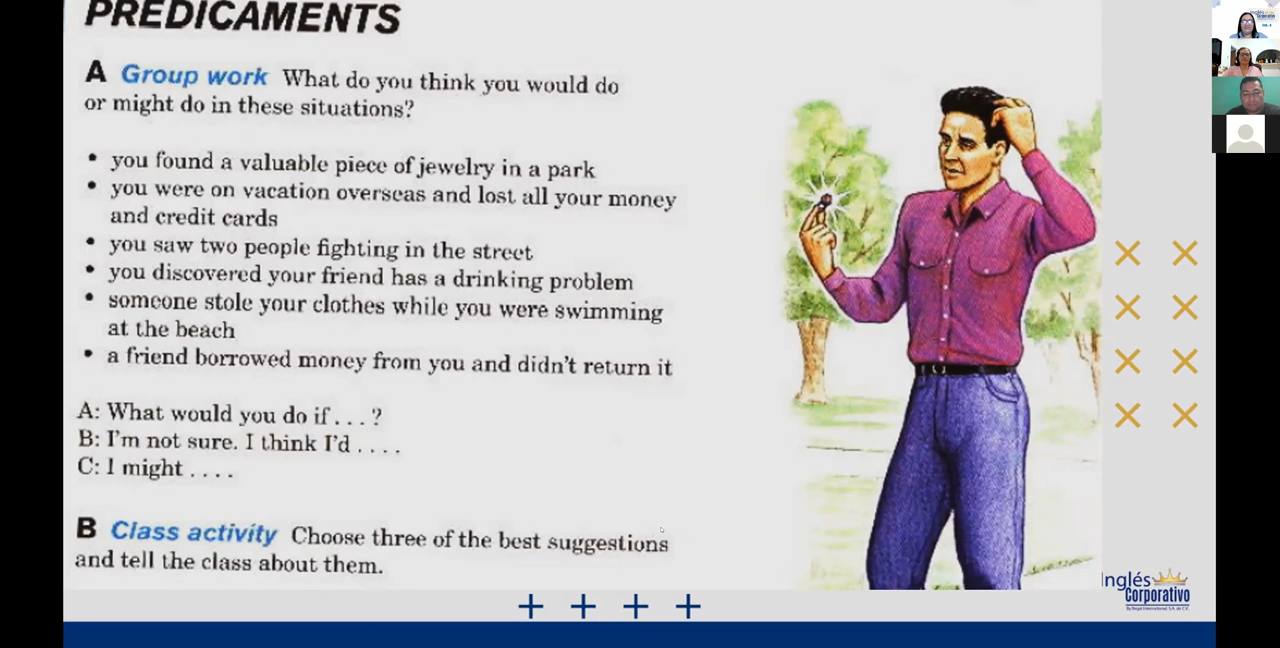 PREDICAMENTS
A Group work What do you think you would do
or might do in these situations?
• you found a valuable piece of jewelry in a park
• you were on vacation overseas and lost all your money
and credit cards
• you saw two people fighting in the street
• you discovered your friend has a drinking problem
• someone stole your clothes while you were swimming
at the beach
• a friend borrowed money from you and didn't return it
A: What would you do if . . . ?
B: I'm not sure. I think I'd . . . .
C: I might . . . .
B Class activity Choose three of the best suggestions
and tell the class about them.
Inglés
Corporativo